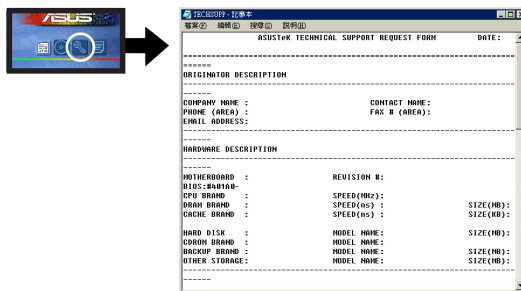 ASUS
TECHSUPP - 記事本
檔案(F) 編輯(E) 搜尋(S) 說明(H)
ASUSTeK TECHNICAL SUPPORT REQUEST FORM DATE:
======
ORIGINATOR DESCRIPTION
------
COMPANY NAME : CONTACT NAME:
PHONE (AREA) : FAX # (AREA):
EMAIL ADDRESS:
------
HARDWARE DESCRIPTION
------
MOTHERBOARD : REVISION #:
BIOS:#401A0-
CPU BRAND : SPEED(MHz):
DRAM BRAND : SPEED(ns) : SIZE(MB):
CACHE BRAND : SPEED(ns) : SIZE(KB):
HARD DISK : MODEL NAME: SIZE(MB):
CDROM BRAND : MODEL NAME:
BACKUP BRAND : MODEL NAME: SIZE(MB):
OTHER STORAGE: MODEL NAME: SIZE(MB):
------